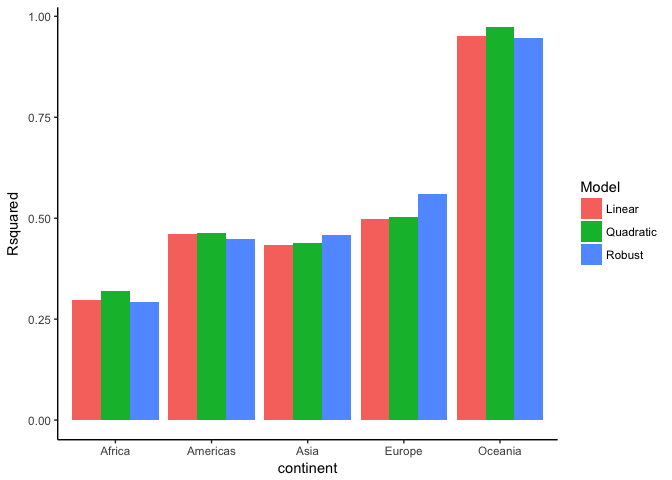 1.00
0.75
0.50
0.25
0.00
Rsquared
Africa Americas Asia Europe Oceania
continent
Model
Linear
Quadratic
Robust